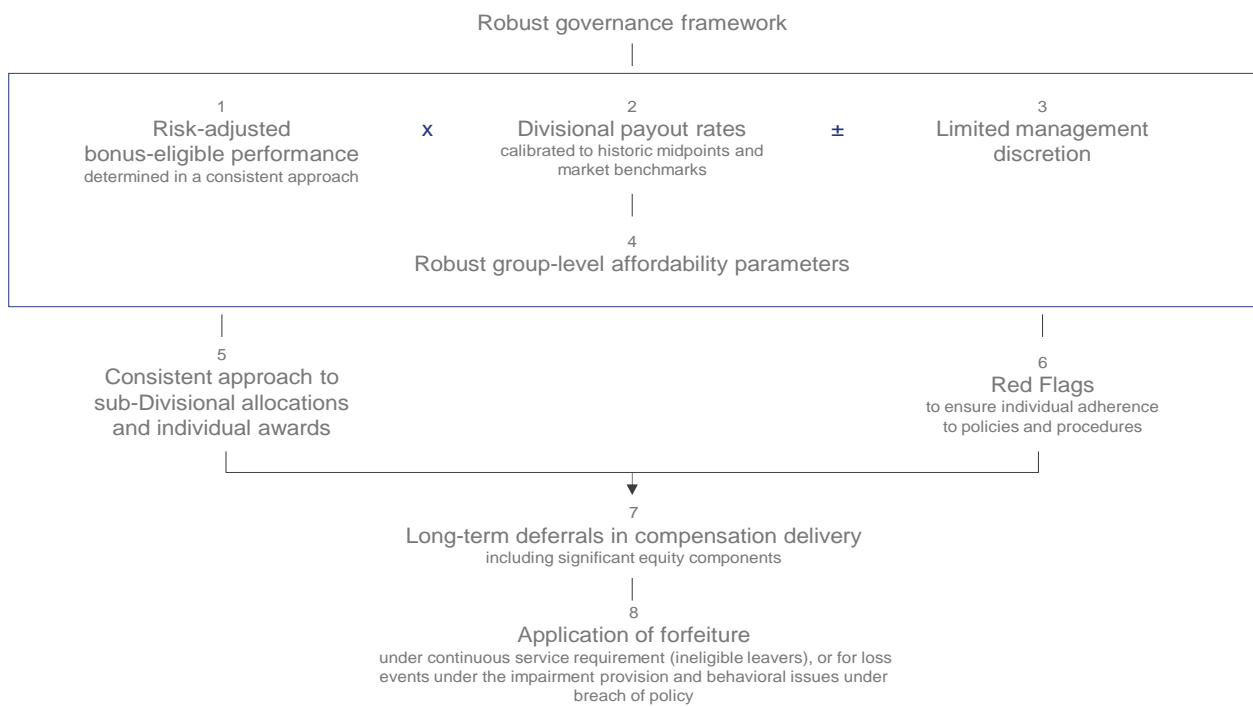 Robust governance framework
1
Risk-adjusted
bonus-eligible performance
determined in a consistent approach
x
2
Divisional payout rates
calibrated to historic midpoints and
market benchmarks
±
3
Limited management
discretion
4
Robust group-level affordability parameters
5
Consistent approach to
sub-Divisional allocations
and individual awards
6
Red Flags
to ensure individual adherence
to policies and procedures
7
Long-term deferrals in compensation delivery
including significant equity components
8
Application of forfeiture
under continuous service requirement (ineligible leavers), or for loss
events under the impairment provision and behavioral issues under
breach of policy